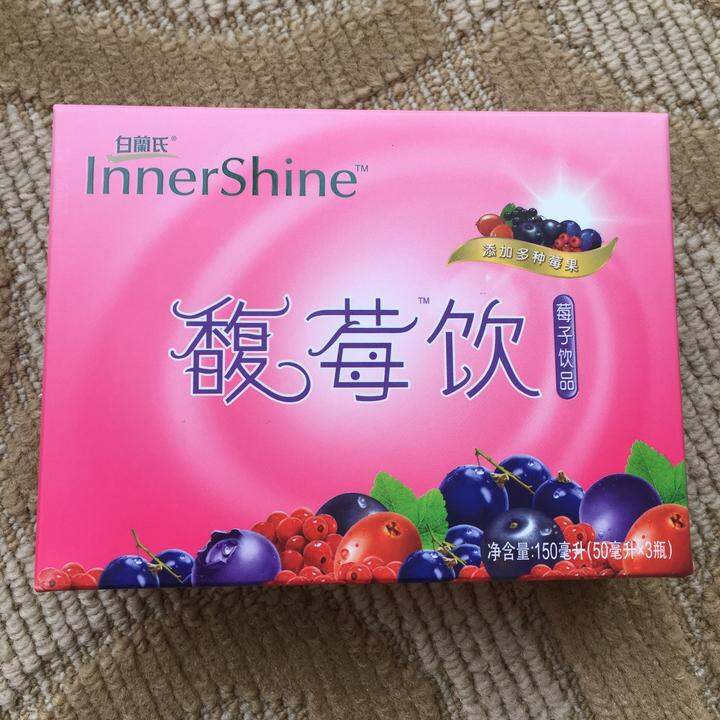 白蘭氏®
InnerShine™
添加多种莓果
馥莓™饮
莓子饮品
净含量:150毫升(50毫升×3瓶)